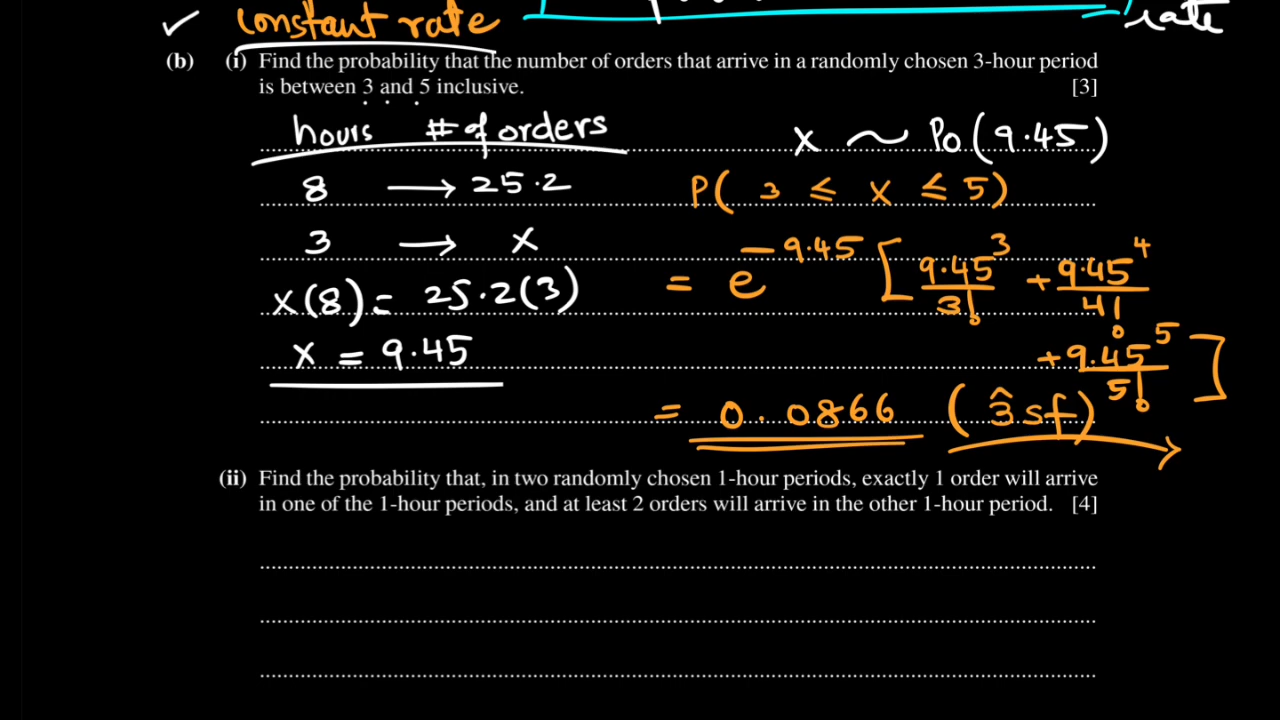 ✓ constant rate
rate
(b) (i) Find the probability that the number of orders that arrive in a randomly chosen 3-hour period
is between 3 and 5 inclusive. [3]
hours # of orders
X ~ Po(9.45)
8 → 25.2
P( 3 ≤ X ≤ 5)
3 → x
= e^-9.45 [ 9.45^3/3! + 9.45^4/4!
x(8) = 25.2(3)
+ 9.45^5/5! ]
x = 9.45
= 0.0866 (3sf)
(ii) Find the probability that, in two randomly chosen 1-hour periods, exactly 1 order will arrive
in one of the 1-hour periods, and at least 2 orders will arrive in the other 1-hour period. [4]